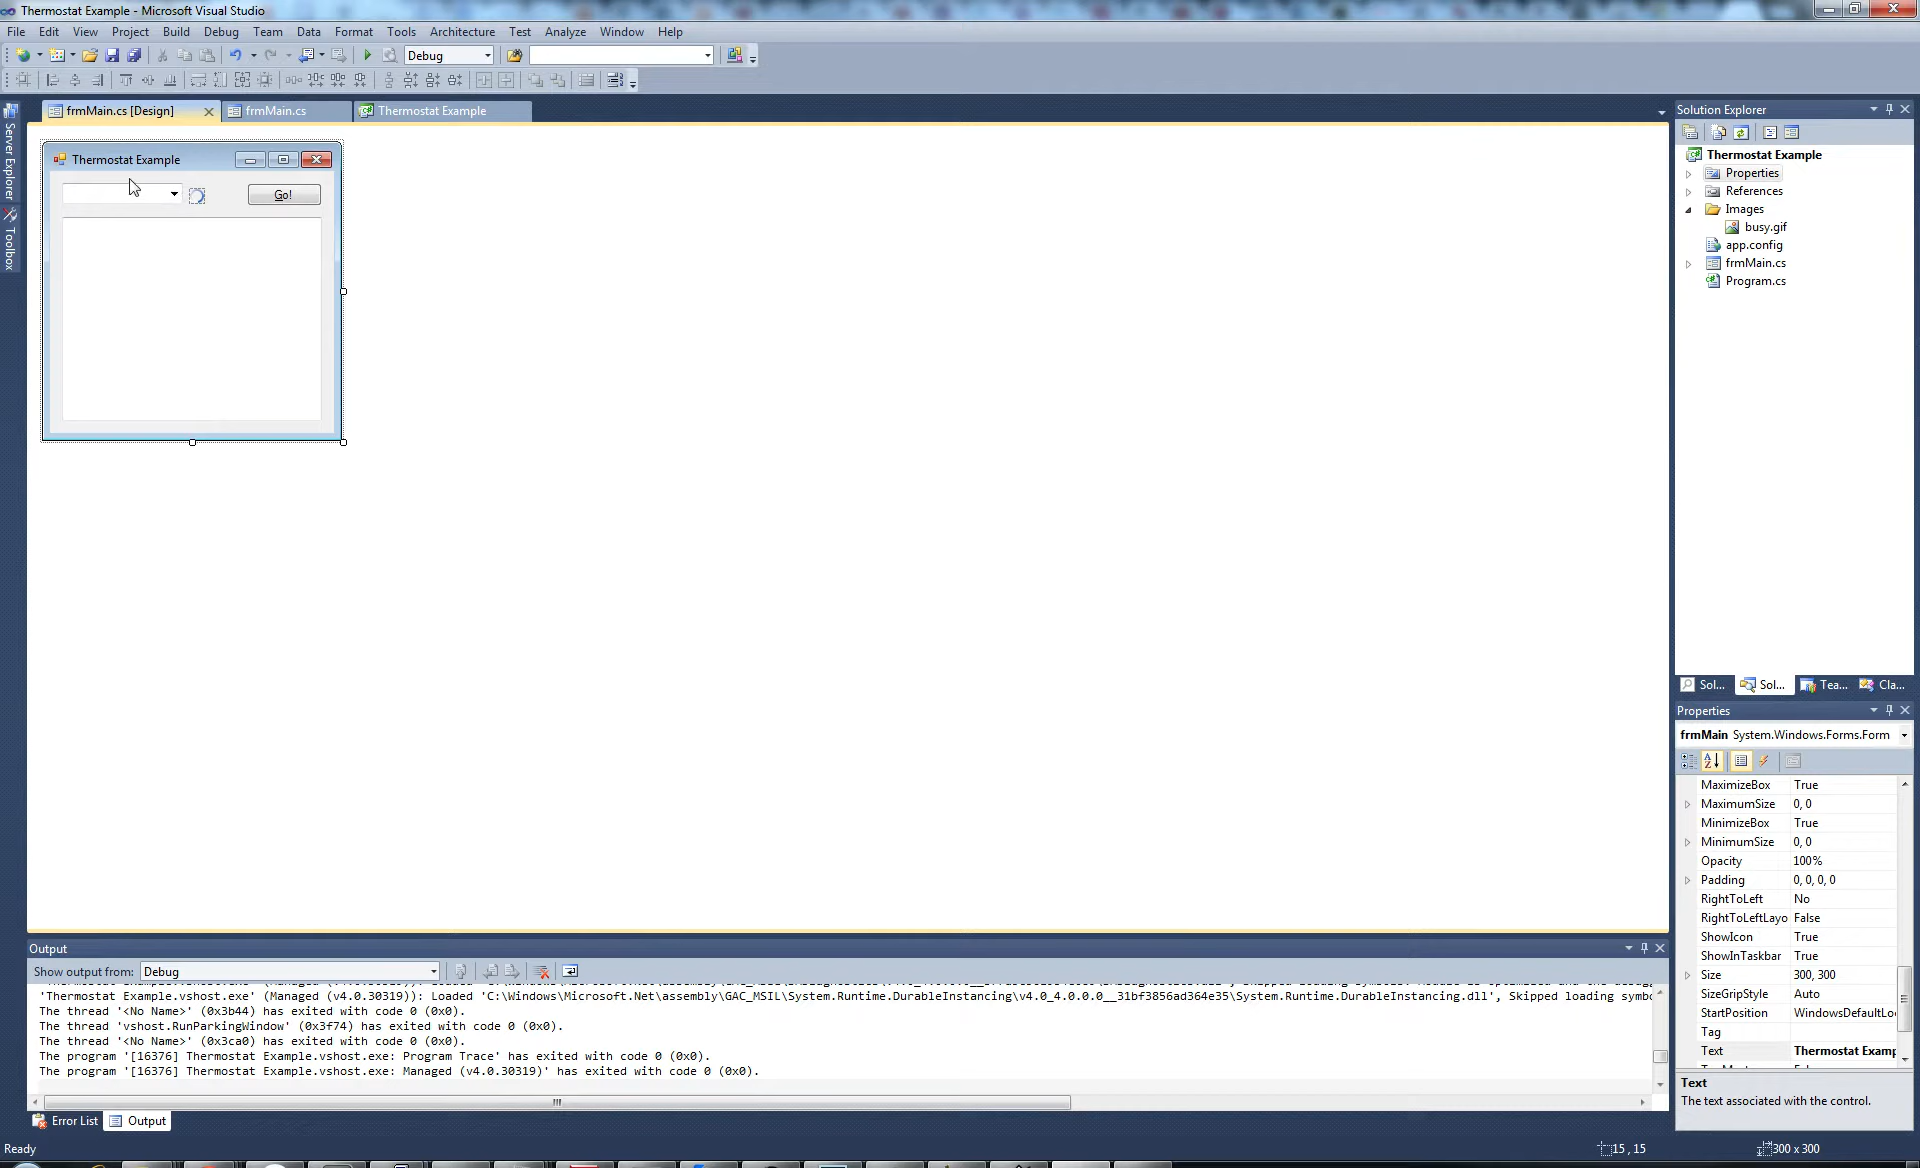 Thermostat Example - Microsoft Visual Studio
File Edit View Project Build Debug Team Data Format Tools Architecture Test Analyze Window Help
Debug
frmMain.cs [Design] frmMain.cs Thermostat Example
Server Explorer
Toolbox
Thermostat Example
Go!
Solution Explorer
Thermostat Example
Properties
References
Images
busy.gif
app.config
frmMain.cs
Program.cs
Sol... Sol... Tea... Cla...
Properties
frmMain System.Windows.Forms.Form
MaximizeBox True
MaximumSize 0, 0
MinimizeBox True
MinimumSize 0, 0
Opacity 100%
Padding 0, 0, 0, 0
RightToLeft No
RightToLeftLayo False
ShowIcon True
ShowInTaskbar True
Size 300, 300
SizeGripStyle Auto
StartPosition WindowsDefaultLo
Tag
Text Thermostat Examp
Text
The text associated with the control.
Output
Show output from: Debug
'Thermostat Example.vshost.exe' (Managed (v4.0.30319)): Loaded 'C:\Windows\Microsoft.Net\assembly\GAC_MSIL\System.Runtime.DurableInstancing\v4.0_4.0.0.0__31bf3856ad364e35\System.Runtime.DurableInstancing.dll', Skipped loading symbo
The thread '<No Name>' (0x3b44) has exited with code 0 (0x0).
The thread 'vshost.RunParkingWindow' (0x3f74) has exited with code 0 (0x0).
The thread '<No Name>' (0x3ca0) has exited with code 0 (0x0).
The program '[16376] Thermostat Example.vshost.exe: Program Trace' has exited with code 0 (0x0).
The program '[16376] Thermostat Example.vshost.exe: Managed (v4.0.30319)' has exited with code 0 (0x0).
Error List Output
Ready 15 , 15 300 x 300